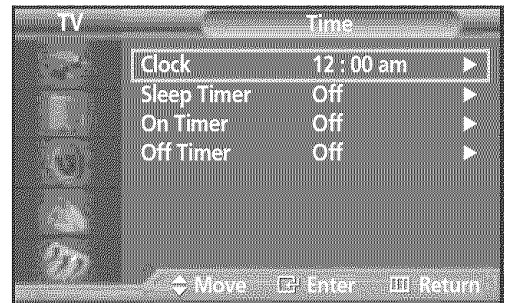 TV Time
Clock 12 : 00 am
Sleep Timer Off
On Timer Off
Off Timer Off
Move Enter Return